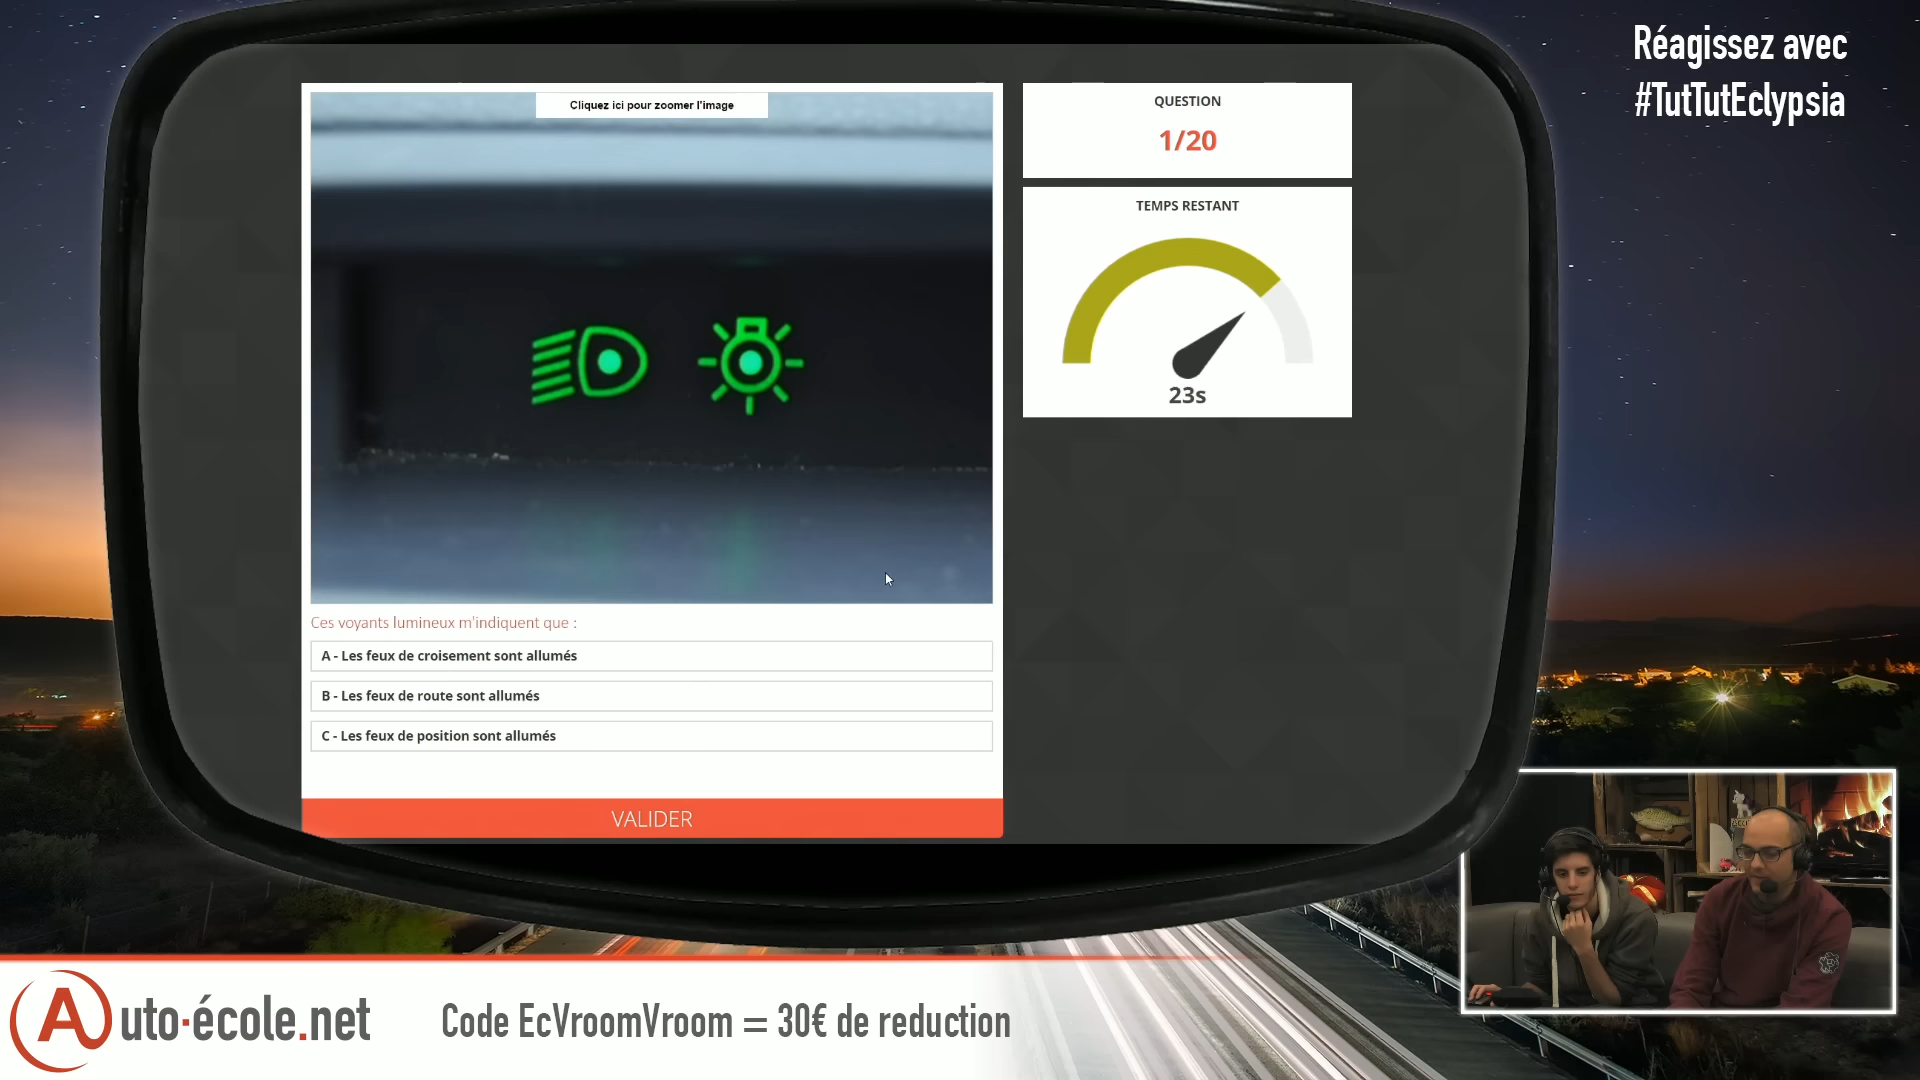 Réagissez avec
#TutTutEclypsia
Cliquez ici pour zoomer l'image
QUESTION
1/20
TEMPS RESTANT
23s
Ces voyants lumineux m'indiquent que :
A - Les feux de croisement sont allumés
B - Les feux de route sont allumés
C - Les feux de position sont allumés
VALIDER
Auto·école.net
Code EcVroomVroom = 30€ de reduction